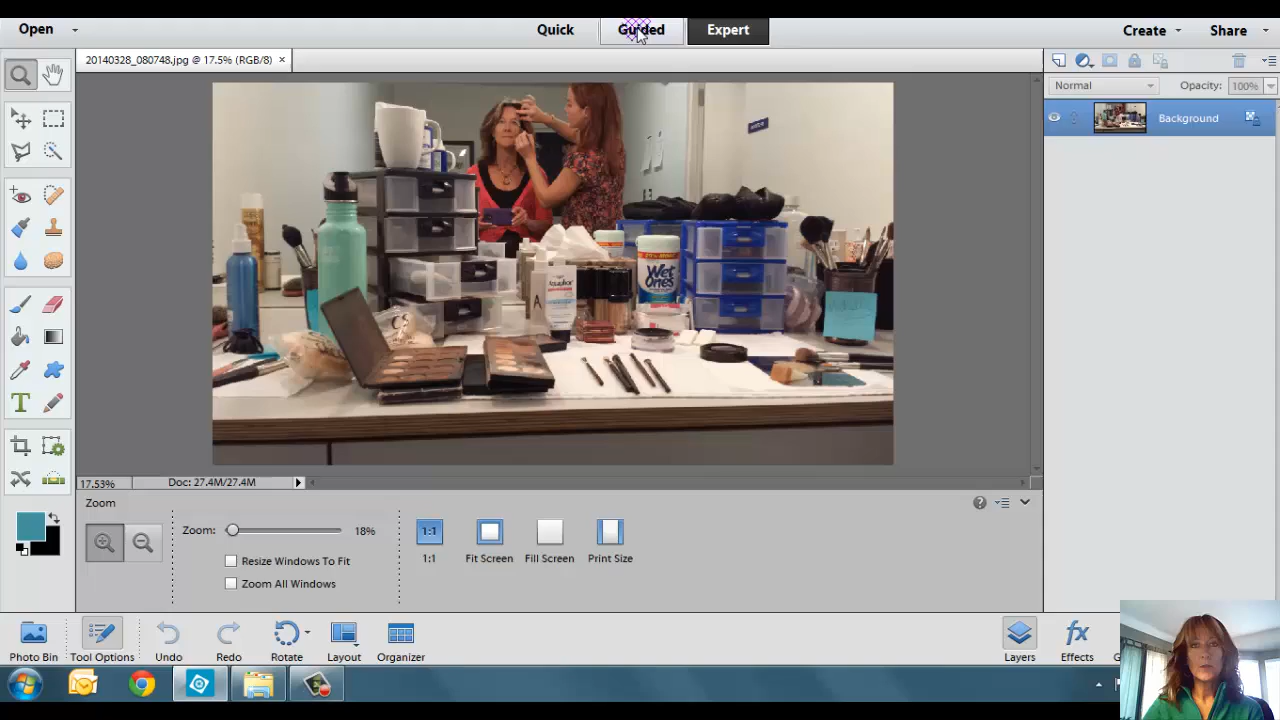 Open
Quick
Guided
Expert
Create
Share
20140328_080748.jpg @ 17.5% (RGB/8) ×
Normal
Opacity: 100%
Background
A
Wet Ones
17.53%
Doc: 27.4M/27.4M
Zoom
Zoom:
18%
Resize Windows To Fit
Zoom All Windows
1:1
1:1
Fit Screen
Fill Screen
Print Size
Photo Bin
Tool Options
Undo
Redo
Rotate
Layout
Organizer
Layers
fx
Effects